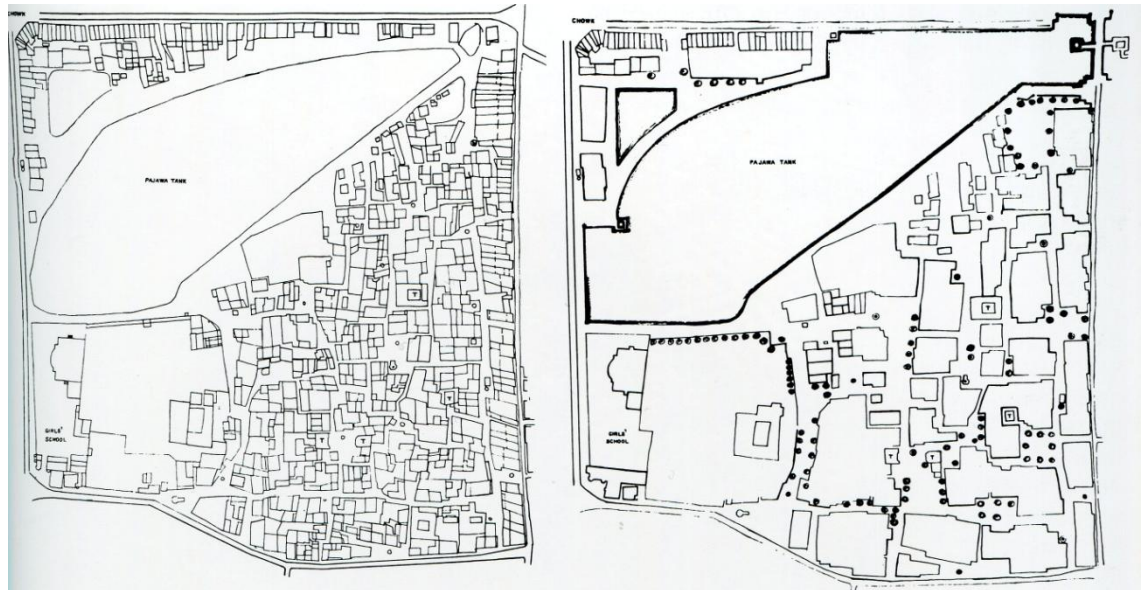 CHOWK
PAJAWA TANK
T
T
T T
GIRLS'
SCHOOL
CHOWK
PAJAWA TANK
T
T
GIRLS'
SCHOOL
T T